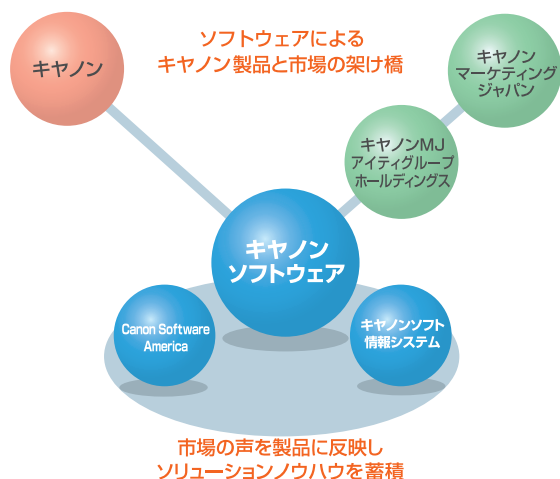 ソフトウェアによる
キヤノン製品と市場の架け橋
キヤノン
キヤノン
マーケティング
ジャパン
キヤノンMJ
アイティグループ
ホールディングス
キヤノン
ソフトウェア
Canon Software
America
キヤノンソフト
情報システム
市場の声を製品に反映し
ソリューションノウハウを蓄積